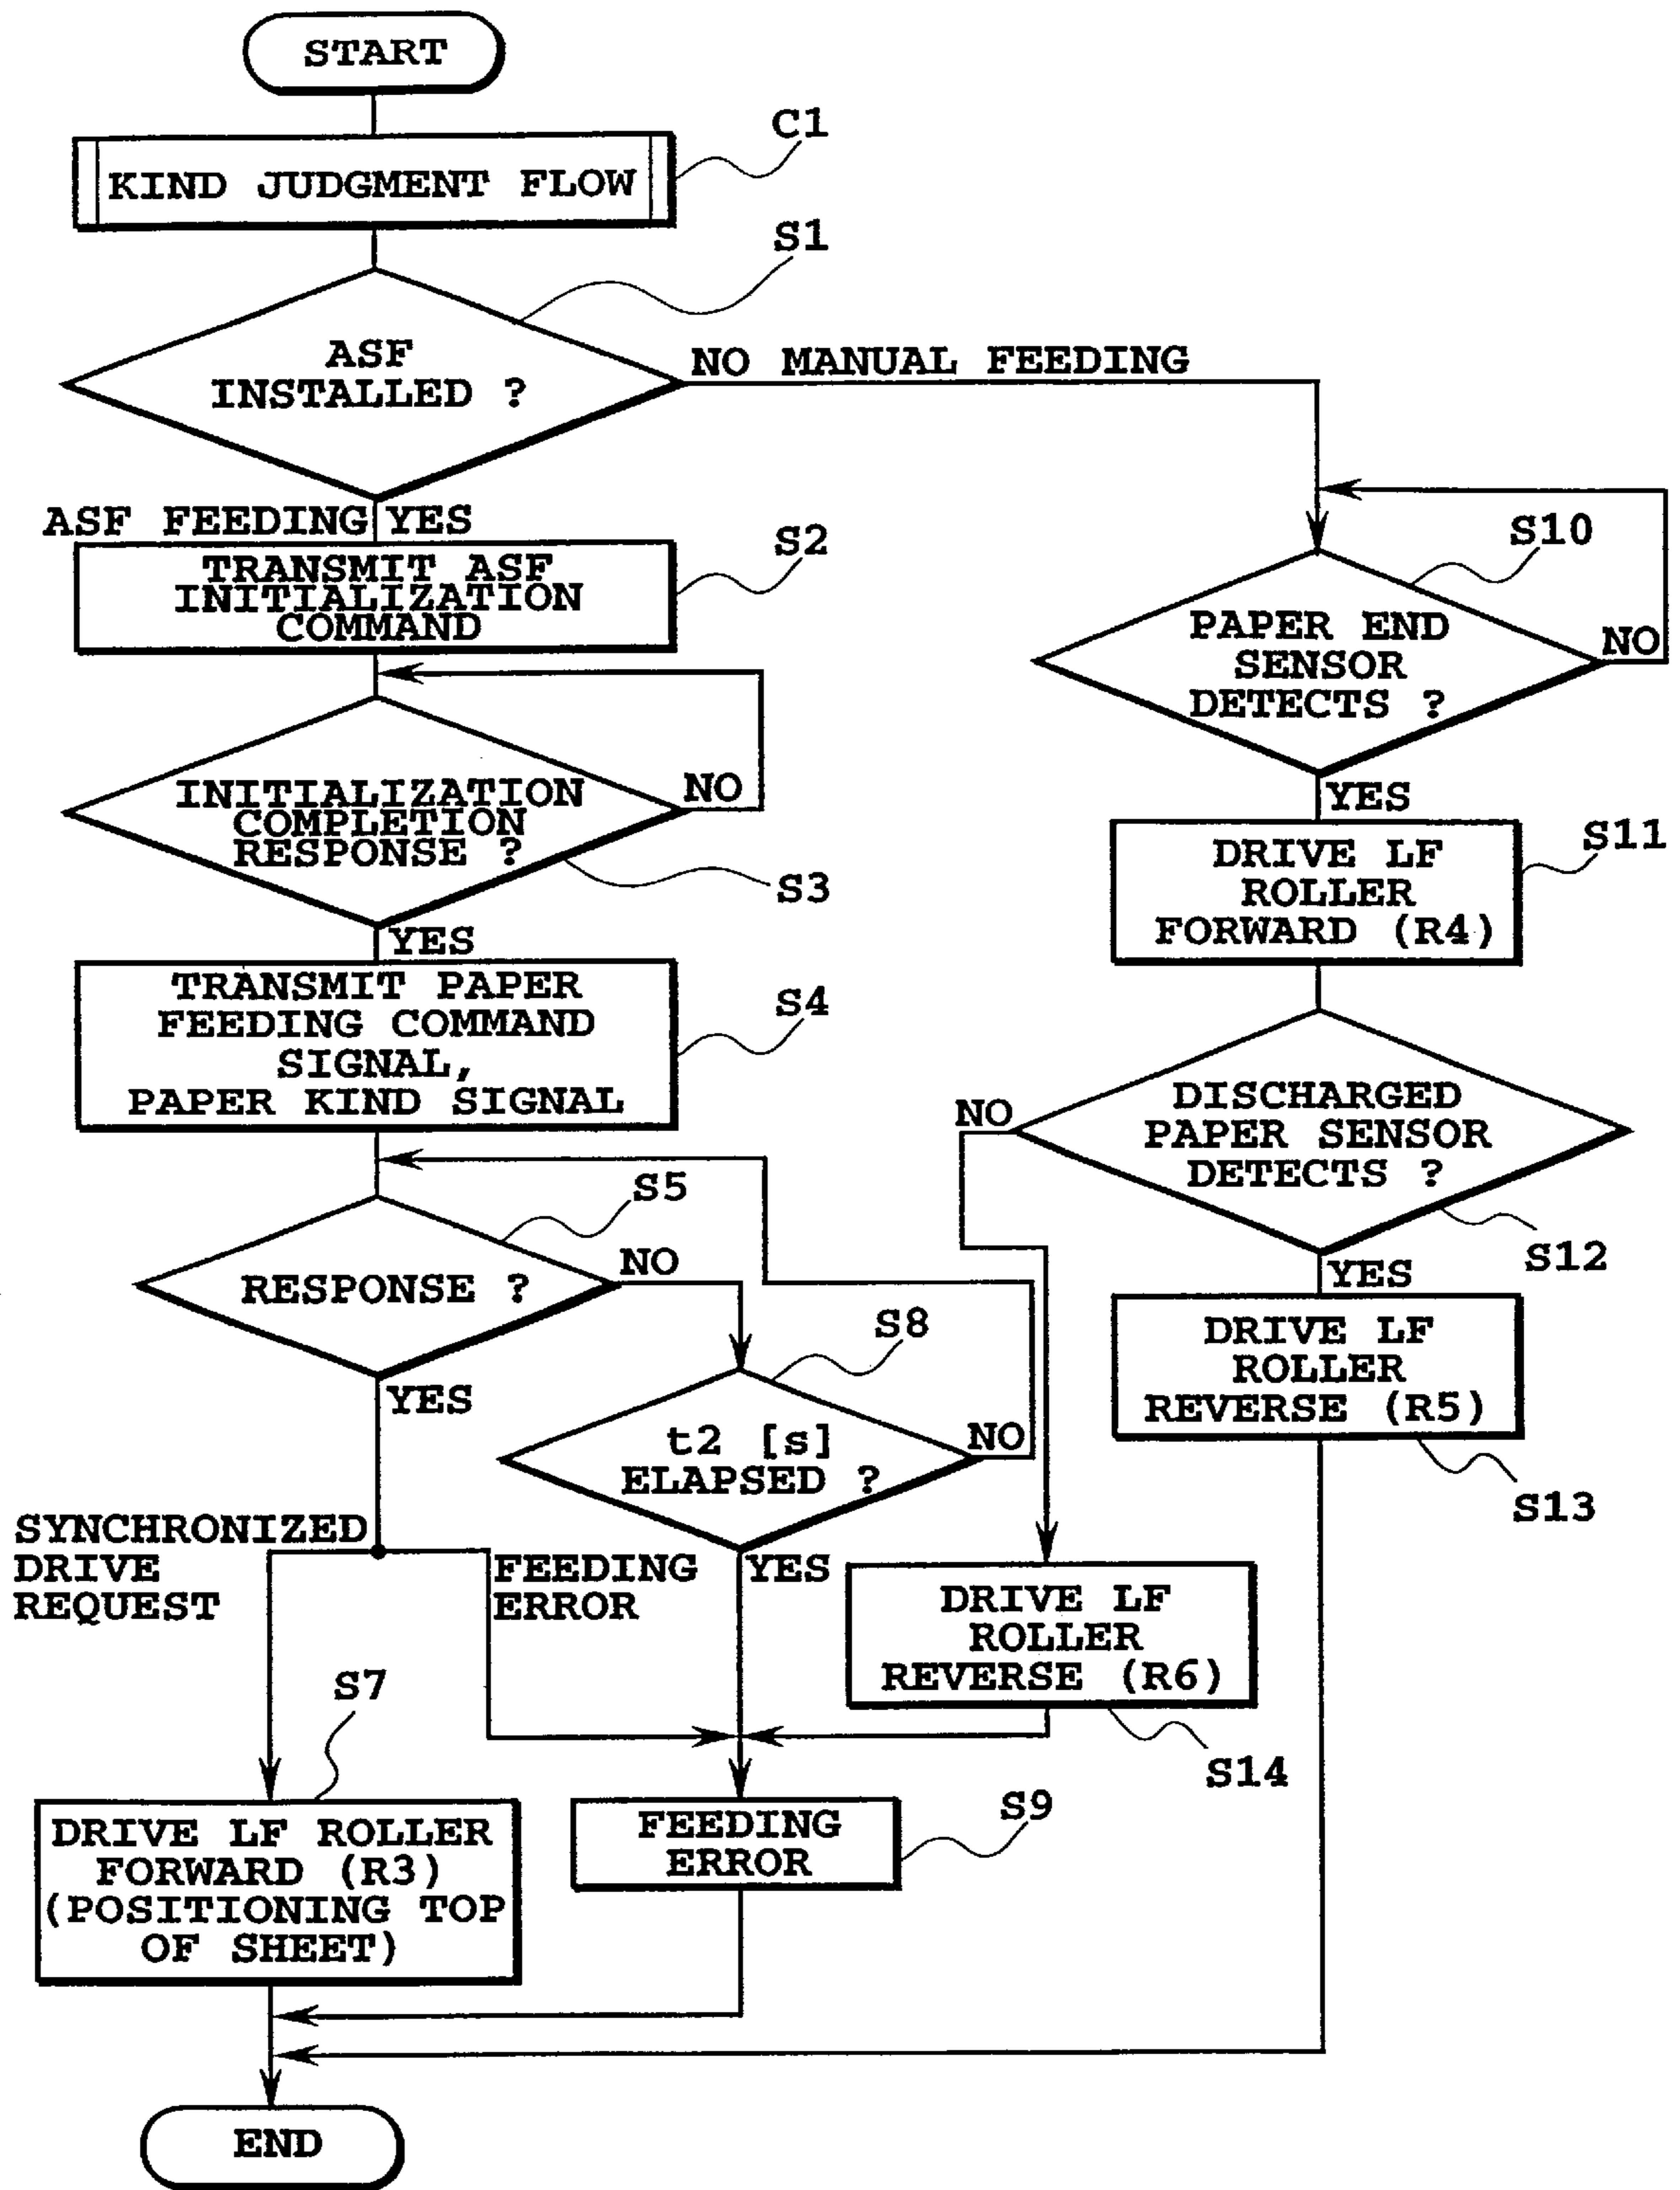 START
C1
KIND JUDGMENT FLOW
S1
ASF
INSTALLED ?
NO MANUAL FEEDING
ASF FEEDING YES
S2
TRANSMIT ASF
INITIALIZATION
COMMAND
NO
INITIALIZATION
COMPLETION
RESPONSE ?
S3
YES
TRANSMIT PAPER
FEEDING COMMAND
SIGNAL,
PAPER KIND SIGNAL
S4
S5
RESPONSE ?
NO
YES
S8
t2 [s]
ELAPSED ?
NO
YES
SYNCHRONIZED
DRIVE
REQUEST
FEEDING
ERROR
S7
DRIVE LF ROLLER
FORWARD (R3)
(POSITIONING TOP
OF SHEET)
FEEDING
ERROR
S9
S10
PAPER END
SENSOR
DETECTS ?
NO
YES
S11
DRIVE LF
ROLLER
FORWARD (R4)
NO
DISCHARGED
PAPER SENSOR
DETECTS ?
S12
YES
DRIVE LF
ROLLER
REVERSE (R5)
S13
DRIVE LF
ROLLER
REVERSE (R6)
S14
END